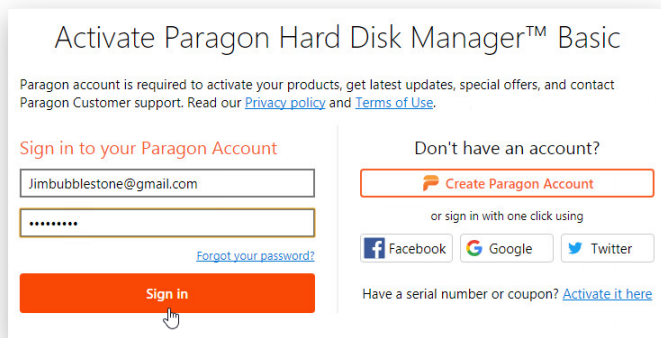 Activate Paragon Hard Disk Manager™ Basic
Paragon account is required to activate your products, get latest updates, special offers, and contact
Paragon Customer support. Read our Privacy policy and Terms of Use.
Sign in to your Paragon Account
Jimbubblestone@gmail.com
•••••••••
Forgot your password?
Sign in
Don't have an account?
Create Paragon Account
or sign in with one click using
Facebook
Google
Twitter
Have a serial number or coupon? Activate it here